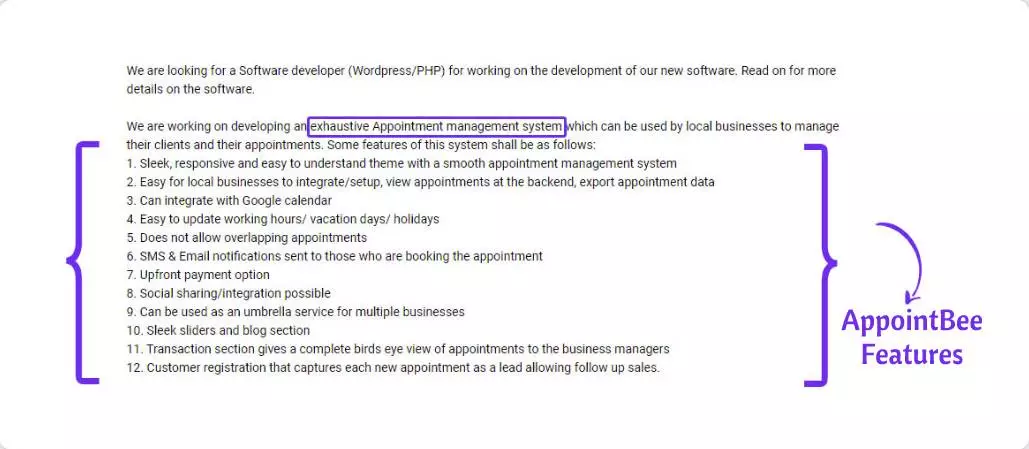 We are looking for a Software developer (Wordpress/PHP) for working on the development of our new software. Read on for more
details on the software.
We are working on developing an exhaustive Appointment management system which can be used by local businesses to manage
their clients and their appointments. Some features of this system shall be as follows:
1. Sleek, responsive and easy to understand theme with a smooth appointment management system
2. Easy for local businesses to integrate/setup, view appointments at the backend, export appointment data
3. Can integrate with Google calendar
4. Easy to update working hours/ vacation days/ holidays
5. Does not allow overlapping appointments
6. SMS & Email notifications sent to those who are booking the appointment
7. Upfront payment option
8. Social sharing/integration possible
9. Can be used as an umbrella service for multiple businesses
10. Sleek sliders and blog section
11. Transaction section gives a complete birds eye view of appointments to the business managers
12. Customer registration that captures each new appointment as a lead allowing follow up sales.
AppointBee
Features